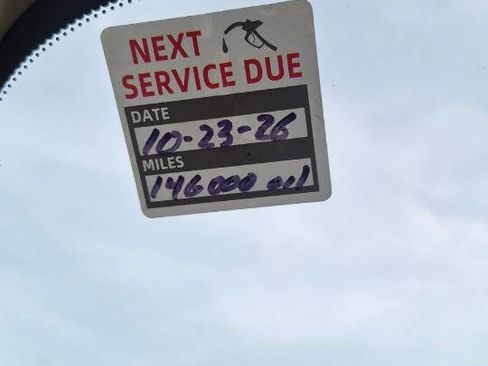 NEXT
SERVICE DUE
DATE
10-23-26
MILES
146000 oil